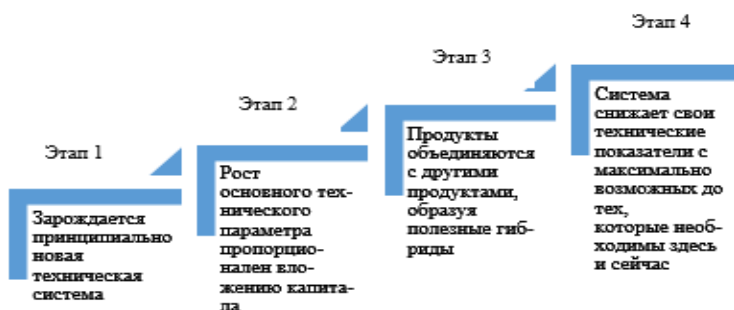 Этап 1
Зарождается
принципиально
новая
техническая
система
Этап 2
Рост
основного тех-
нического
параметра
пропорцио-
нален вло-
жению капита-
ла
Этап 3
Продукты
объединяются
с другими
продуктами,
образуя
полезные гиб-
риды
Этап 4
Система
снижает свои
технические
показатели с
максимально
возможных до
тех,
которые необ-
ходимы здесь
и сейчас